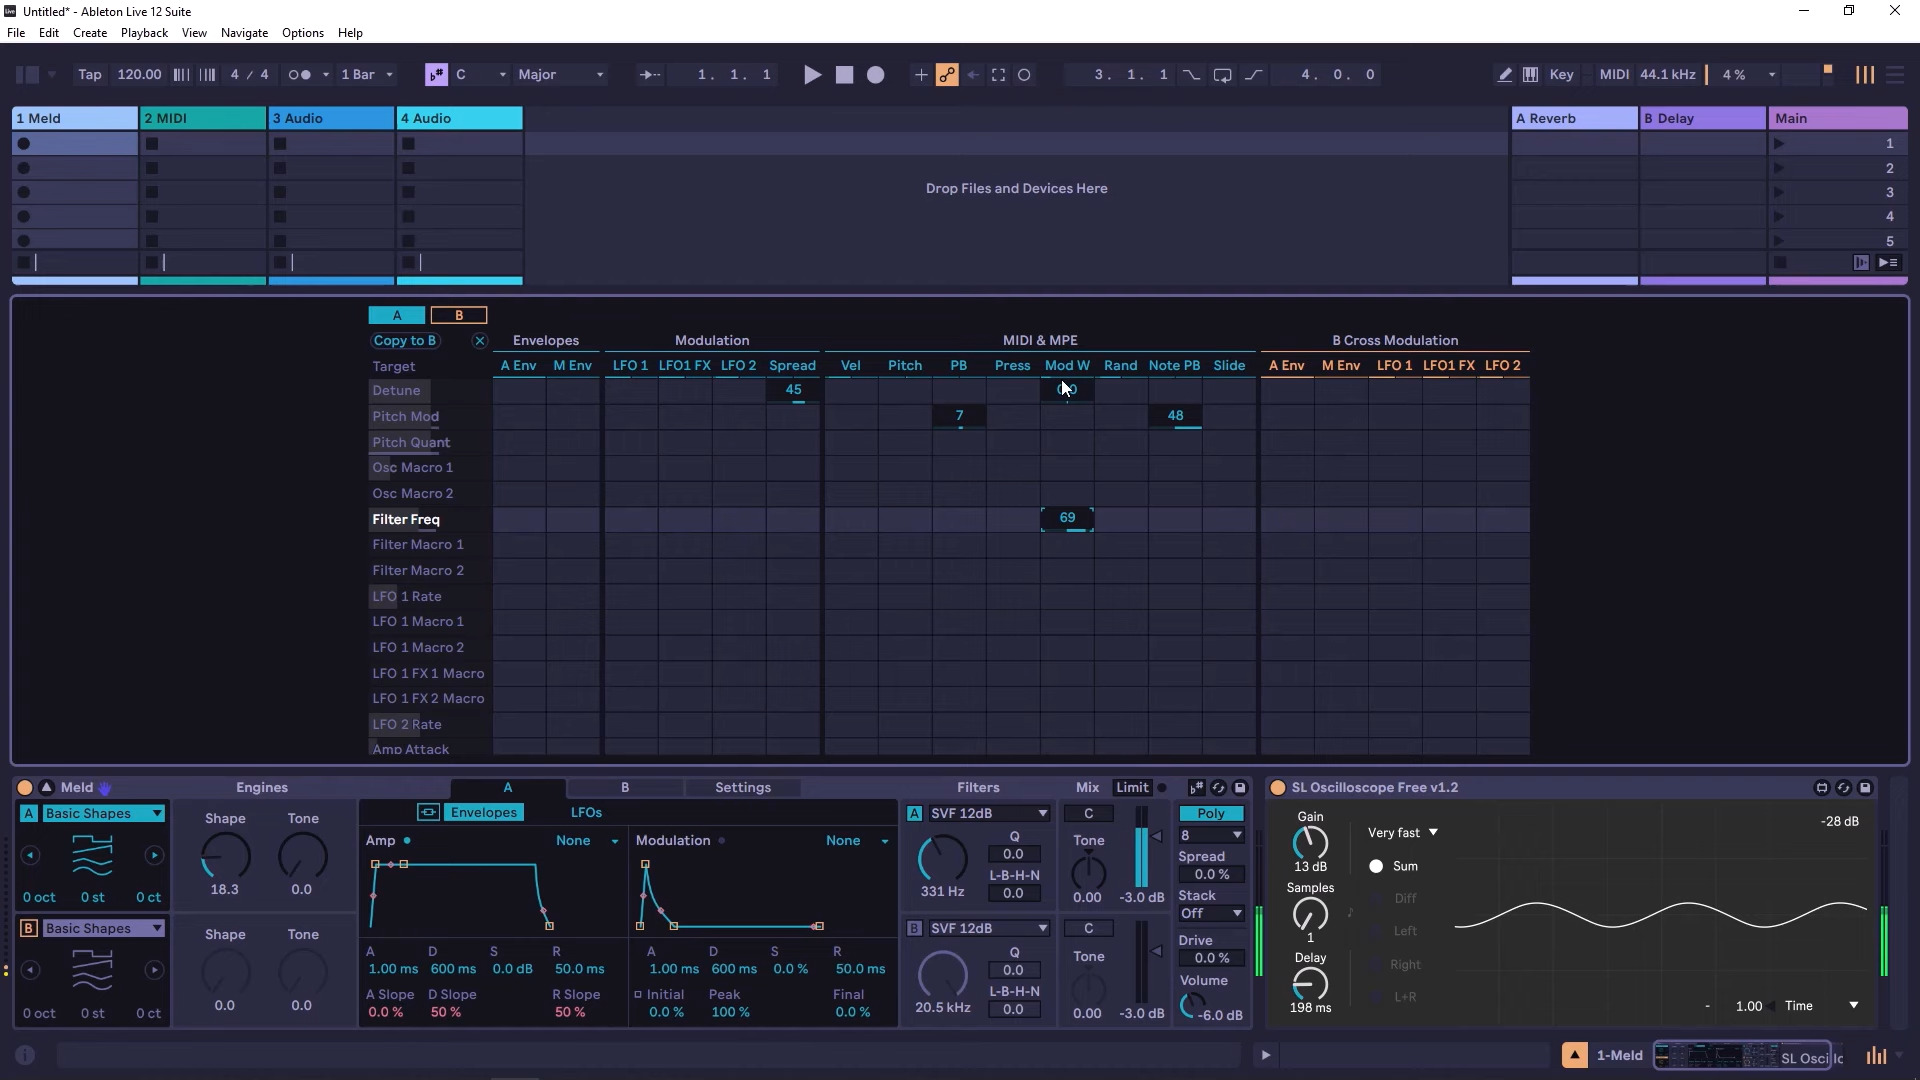 Untitled* - Ableton Live 12 Suite
File Edit Create Playback View Navigate Options Help
Tap 120.00 4 / 4 1 Bar C Major 1. 1. 1 3. 1. 1 4. 0. 0 Key MIDI 44.1 kHz 4 %
1 Meld 2 MIDI 3 Audio 4 Audio A Reverb B Delay Main
1
2
Drop Files and Devices Here
3
4
5
A B
Copy to B Envelopes Modulation MIDI & MPE B Cross Modulation
Target A Env M Env LFO 1 LFO1 FX LFO 2 Spread Vel Pitch PB Press Mod W Rand Note PB Slide A Env M Env LFO 1 LFO1 FX LFO 2
Detune 45
Pitch Mod 7 48
Pitch Quant
Osc Macro 1
Osc Macro 2
Filter Freq 69
Filter Macro 1
Filter Macro 2
LFO 1 Rate
LFO 1 Macro 1
LFO 1 Macro 2
LFO 1 FX 1 Macro
LFO 1 FX 2 Macro
LFO 2 Rate
Amp Attack
Meld Engines A B Settings Filters Mix Limit SL Oscilloscope Free v1.2
A Basic Shapes Shape Tone Envelopes LFOs A SVF 12dB C Poly Gain Very fast -28 dB
Amp None Modulation None Q Tone 8
0.0 Spread 13 dB Sum
L-B-H-N 0.0 % Samples
18.3 0.0 331 Hz 0.0 0.00 -3.0 dB Stack Diff
0 oct 0 st 0 ct Off
B Basic Shapes Shape Tone B SVF 12dB C Drive 1 Left
A D S R A D S R Q Tone 0.0 % Delay Right
1.00 ms 600 ms 0.0 dB 50.0 ms 1.00 ms 600 ms 0.0 % 50.0 ms 0.0
A Slope D Slope R Slope Initial Peak Final L-B-H-N Volume L+R
0.0 0.0 20.5 kHz 198 ms - 1.00 Time
0 oct 0 st 0 ct 0.0 % 50 % 50 % 0.0 % 100 % 0.0 % 0.0 0.00 -3.0 dB -6.0 dB
1-Meld